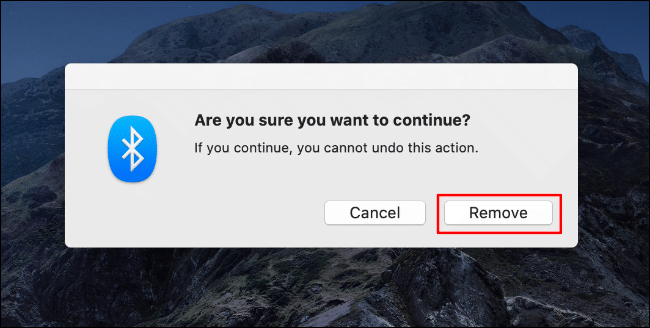 Are you sure you want to continue?
If you continue, you cannot undo this action.
Cancel
Remove